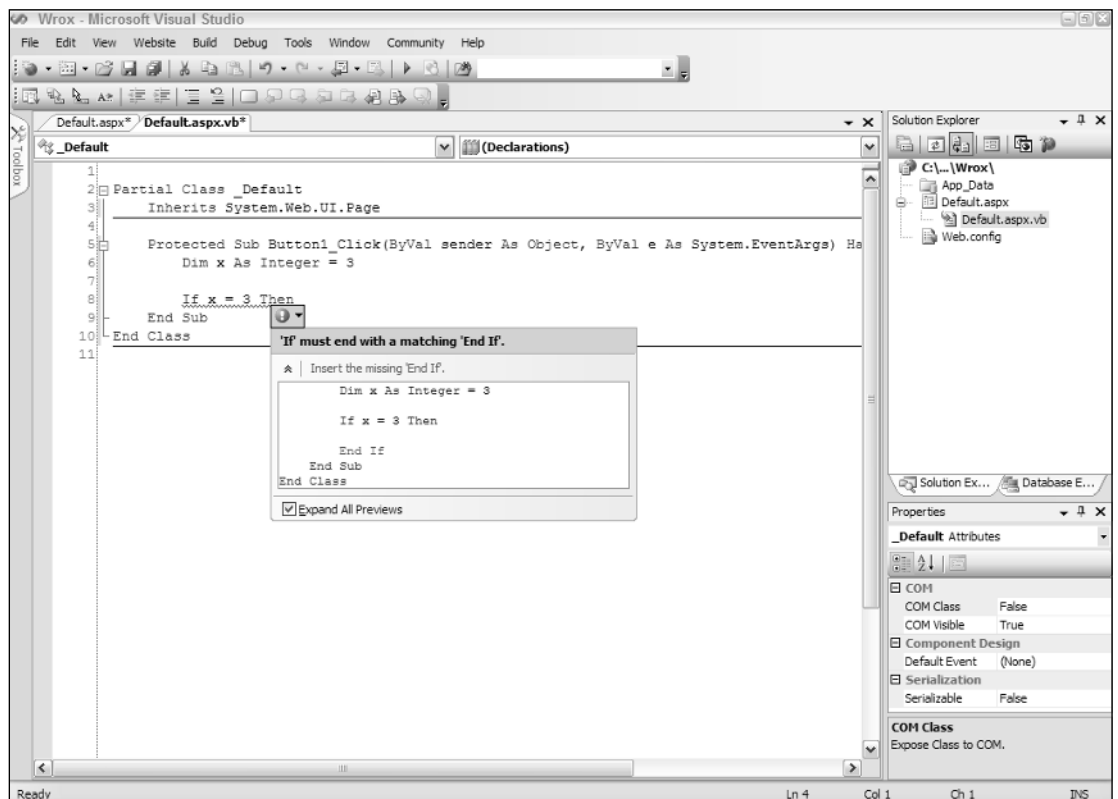 Wrox - Microsoft Visual Studio
File Edit View Website Build Debug Tools Window Community Help
Default.aspx* Default.aspx.vb*
Toolbox
_Default (Declarations)
1
2 Partial Class _Default
3 Inherits System.Web.UI.Page
4
5 Protected Sub Button1_Click(ByVal sender As Object, ByVal e As System.EventArgs) Ha
6 Dim x As Integer = 3
7
8 If x = 3 Then
9 End Sub
10 End Class
11
'If' must end with a matching 'End If'.
Insert the missing 'End If'.
Dim x As Integer = 3
If x = 3 Then
End If
End Sub
End Class
Expand All Previews
Solution Explorer
C:\...\Wrox\
App_Data
Default.aspx
Default.aspx.vb
Web.config
Solution Ex... Database E...
Properties
_Default Attributes
COM
COM Class False
COM Visible True
Component Design
Default Event (None)
Serialization
Serializable False
COM Class
Expose Class to COM.
Ready Ln 4 Col 1 Ch 1 INS